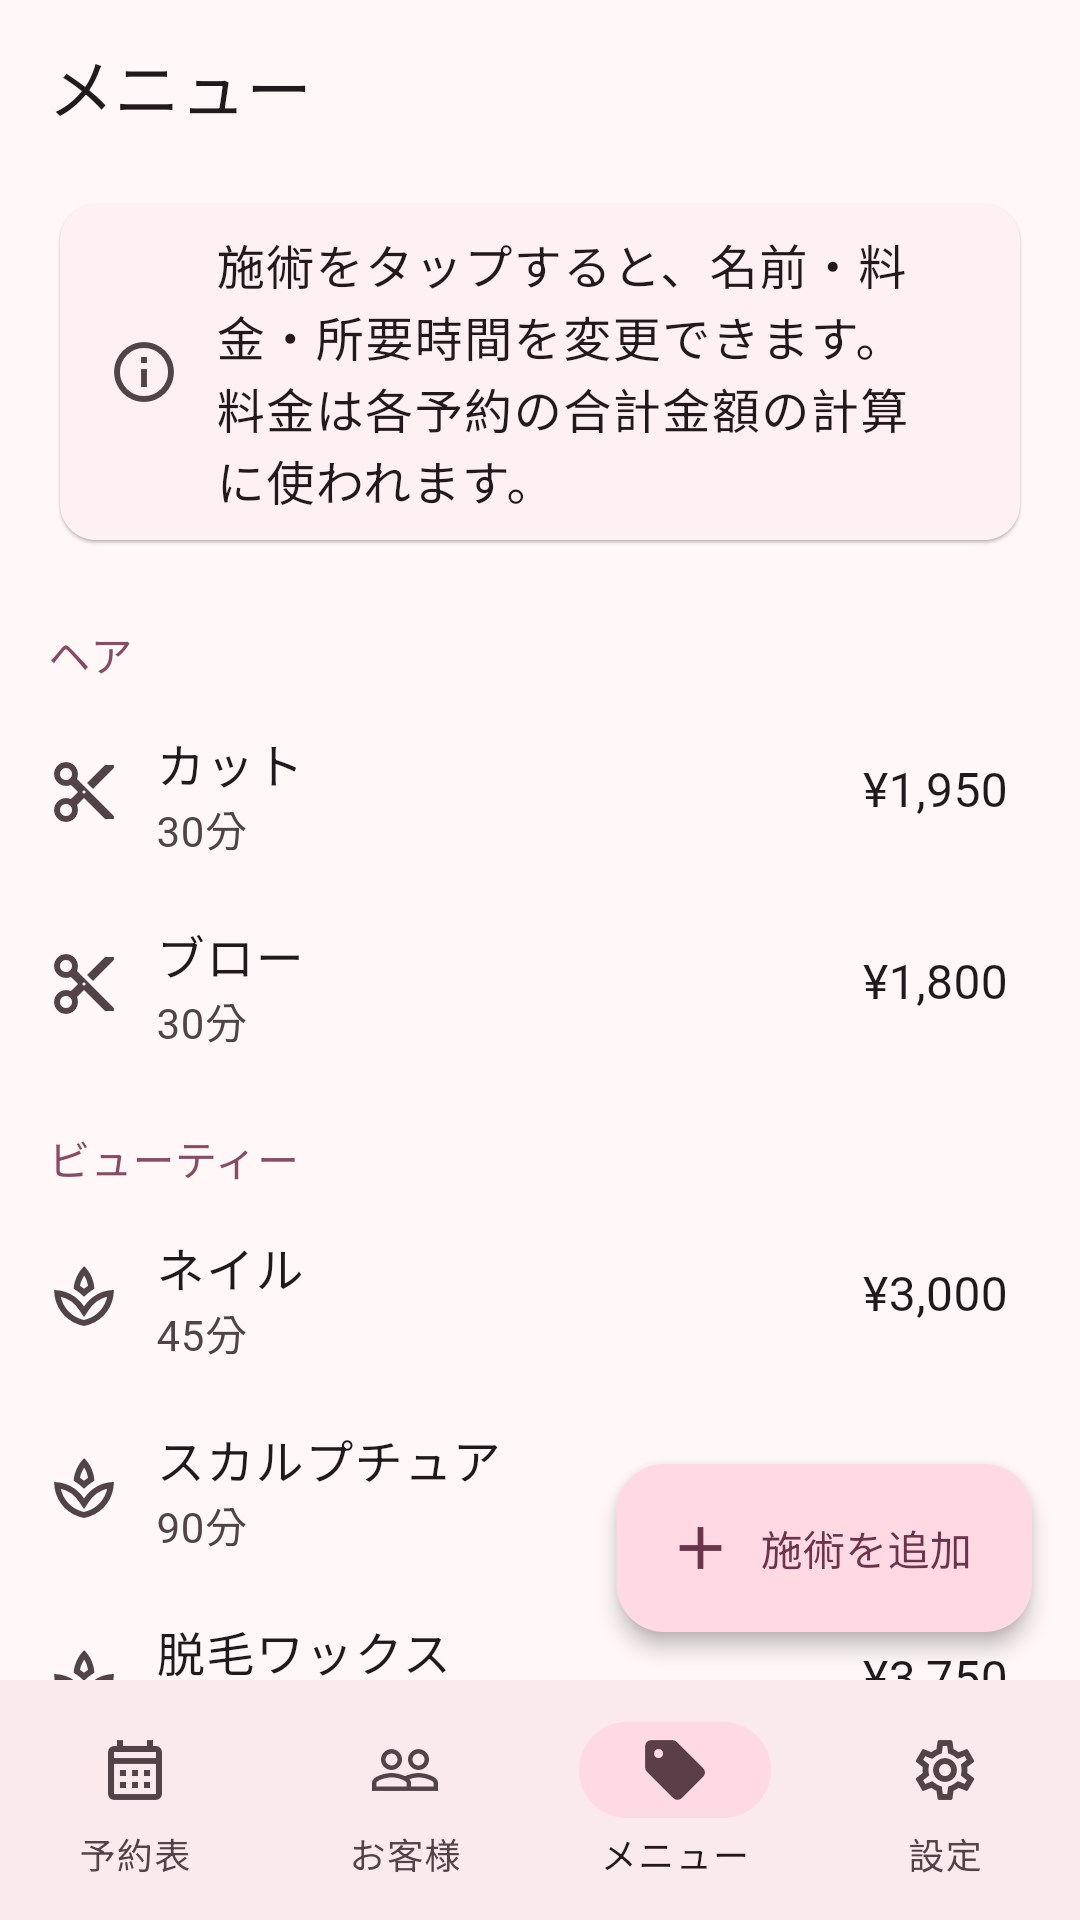 メニュー
施術をタップすると、名前・料
金・所要時間を変更できます。
料金は各予約の合計金額の計算
に使われます。
ヘア
カット
30分
¥1,950
ブロー
30分
¥1,800
ビューティー
ネイル
45分
¥3,000
スカルプチュア
90分
施術を追加
脱毛ワックス
¥3,750
予約表
お客様
メニュー
設定